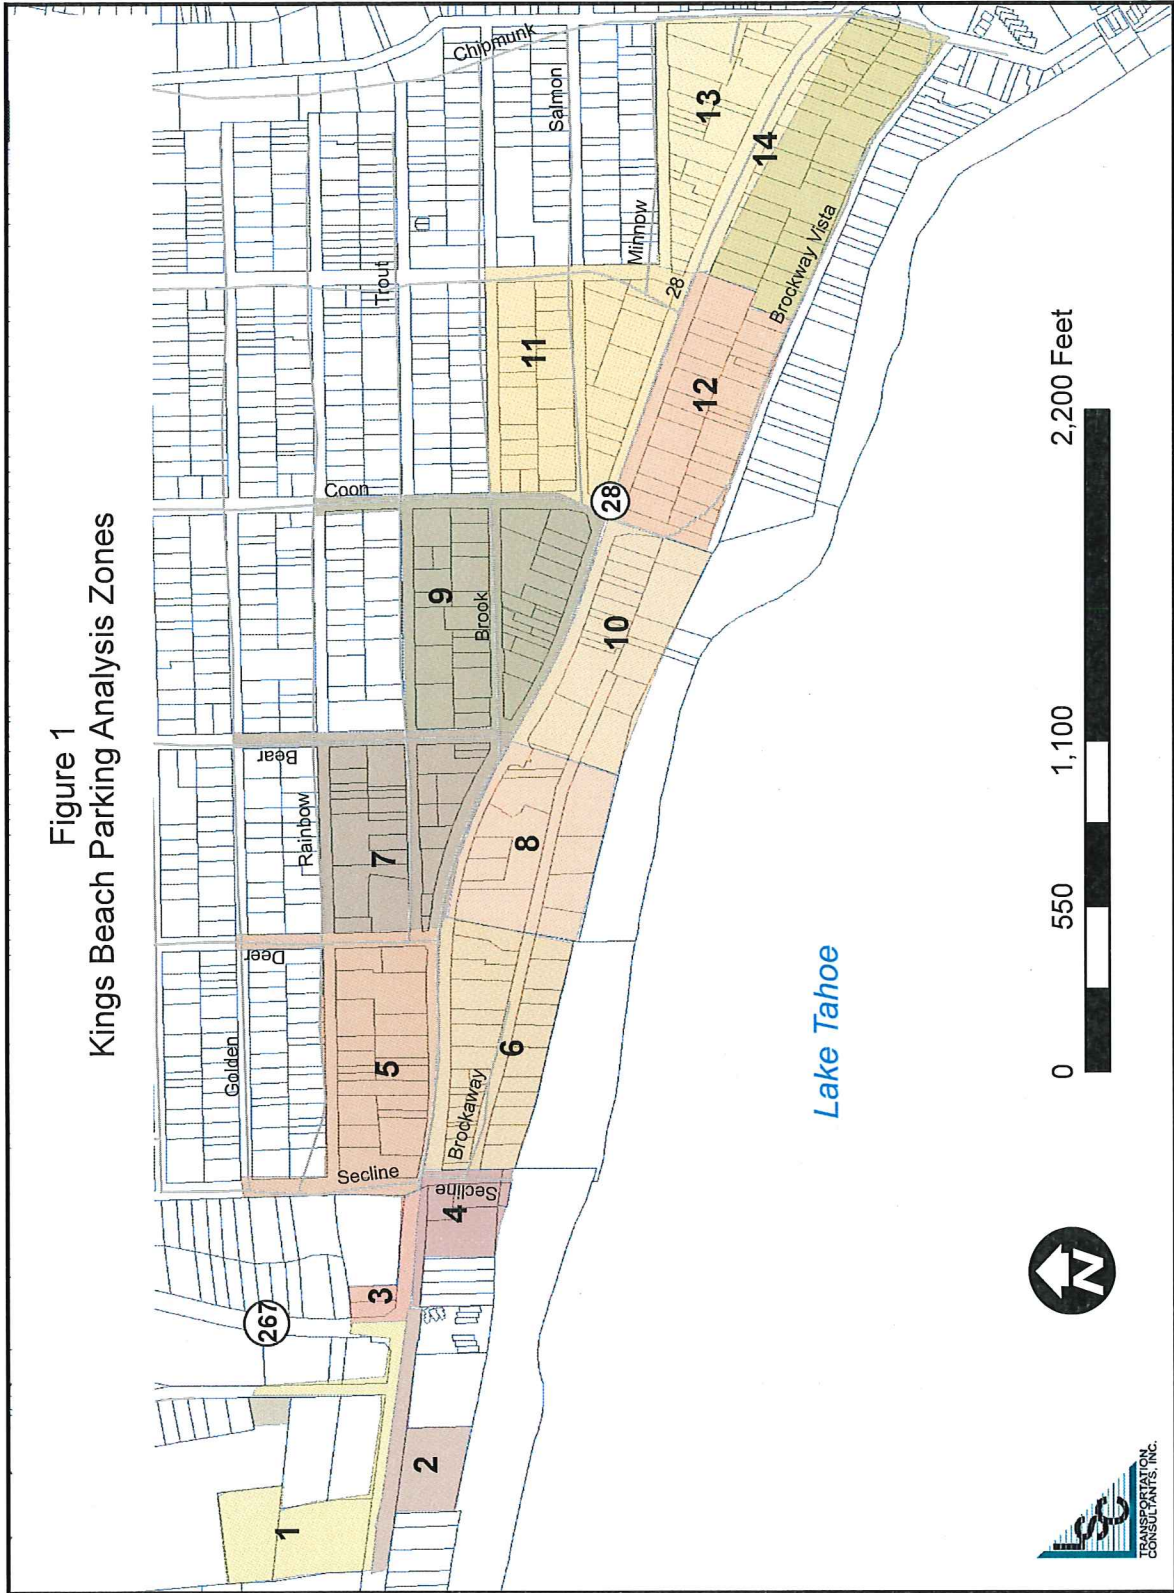 Figure 1
Kings Beach Parking Analysis Zones
Chipmunk
Salmon
Minnow
Trout
Coon
Brook
Bear
Rainbow
Deer
Golden
Secline
Secline
Brockaway
Brockway Vista
28
28
267
1
2
3
4
5
6
7
8
9
10
11
12
13
14
Lake Tahoe
0 550 1,100 2,200 Feet
N
LSC
TRANSPORTATION
CONSULTANTS, INC.